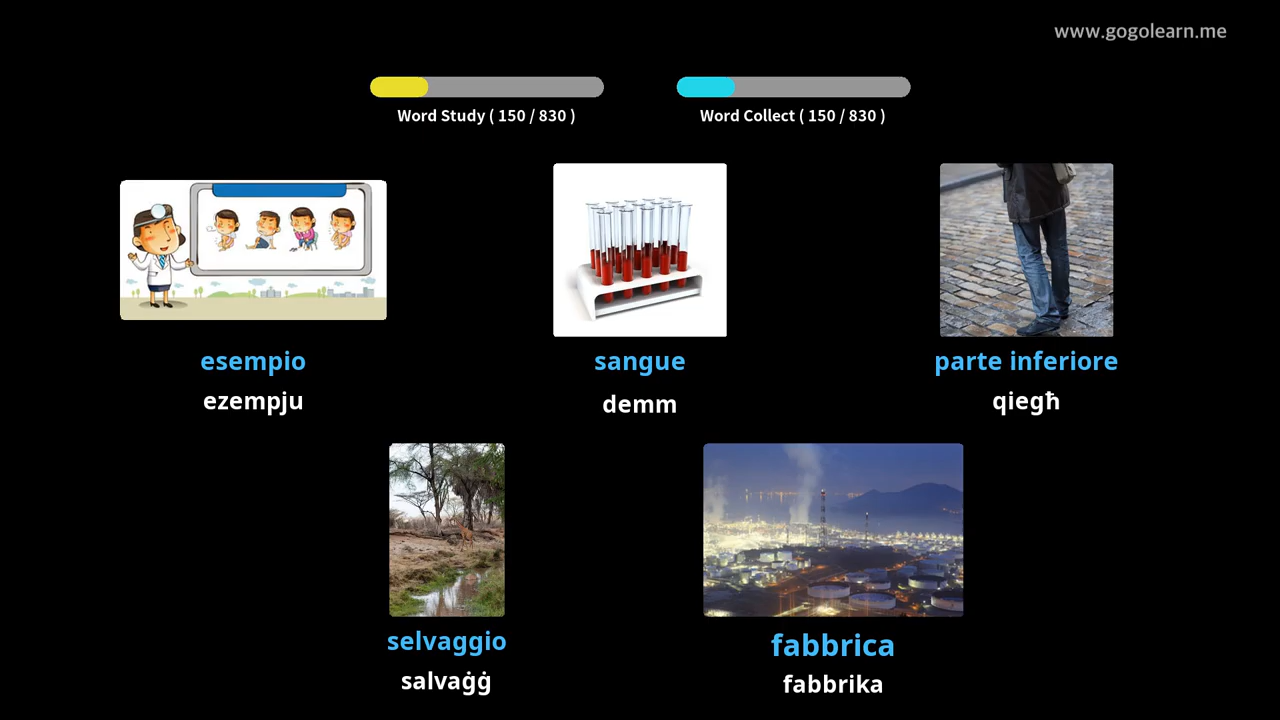 www.gogolearn.me
Word Study ( 150 / 830 )
Word Collect ( 150 / 830 )
esempio
ezempju
sangue
demm
parte inferiore
qiegħ
selvaggio
salvaġġ
fabbrica
fabbrika